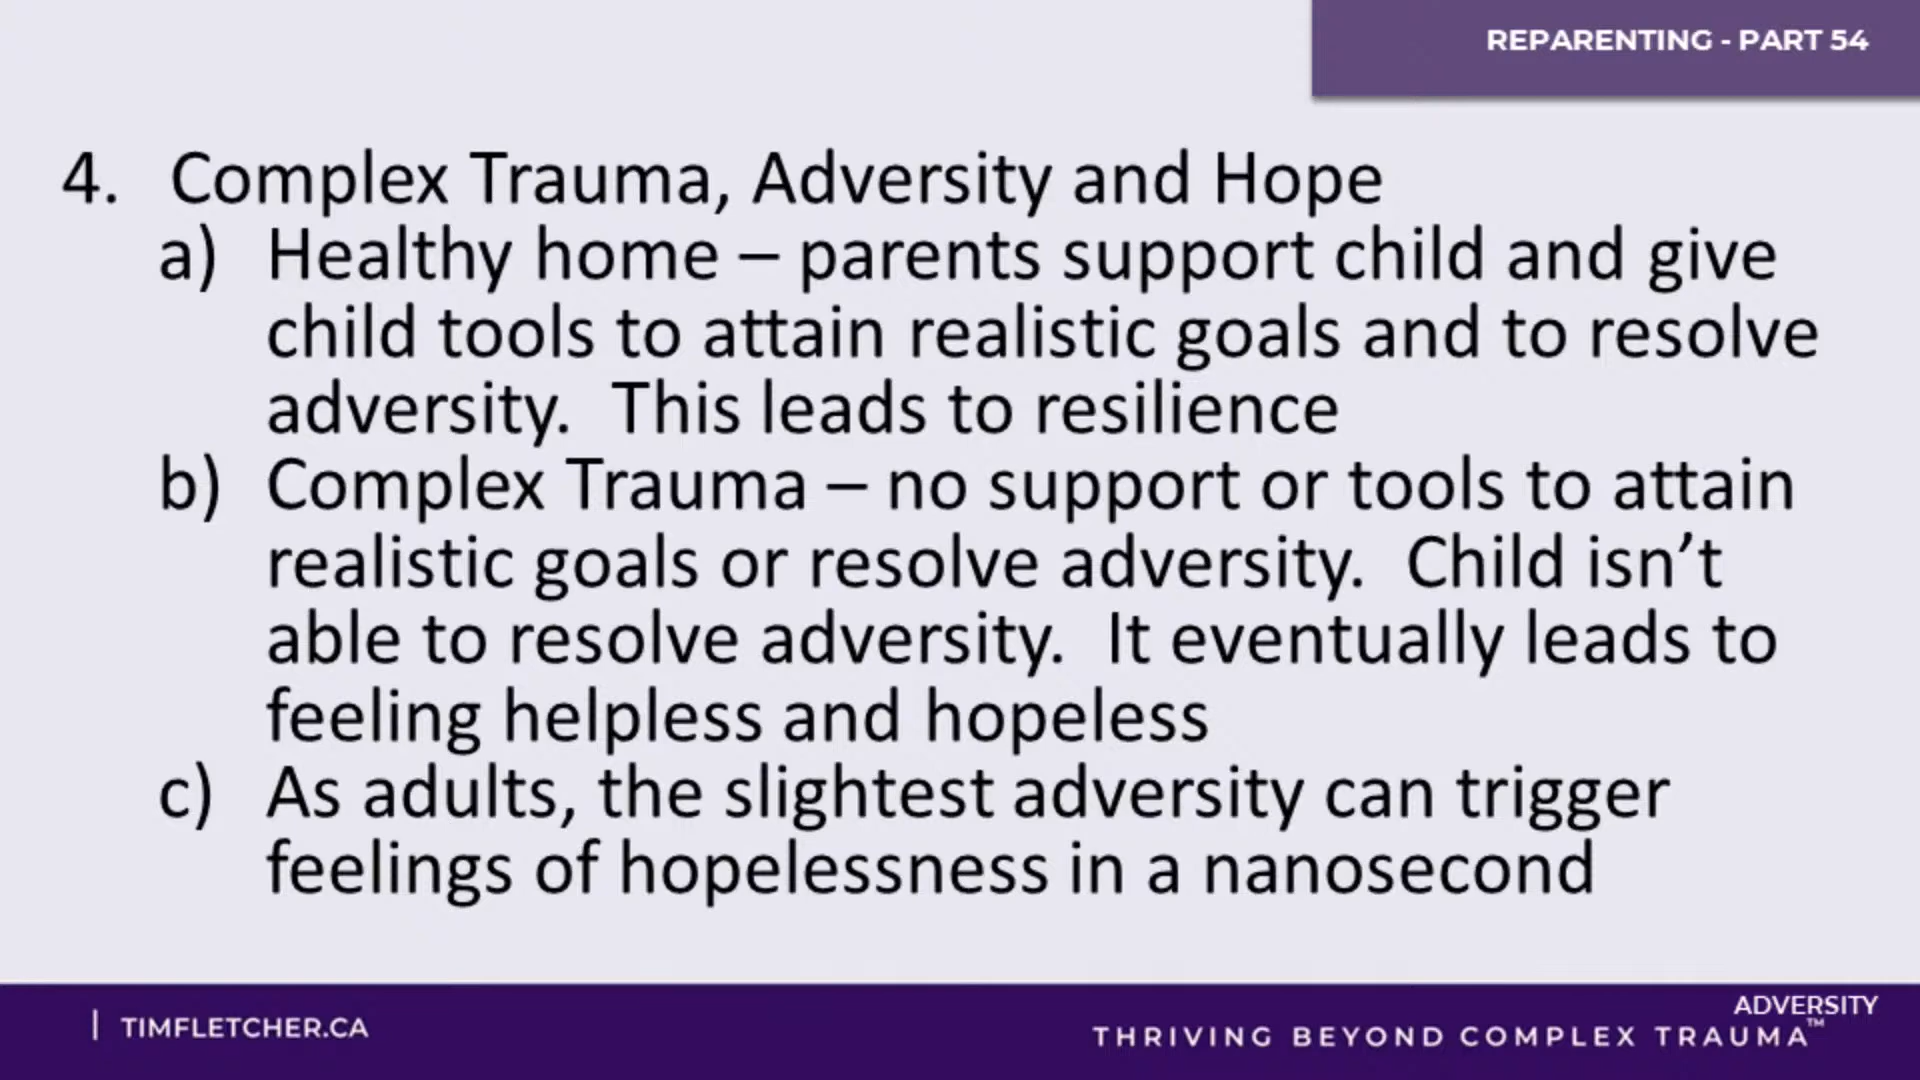 REPARENTING - PART 54
4. Complex Trauma, Adversity and Hope
a) Healthy home – parents support child and give
child tools to attain realistic goals and to resolve
adversity.  This leads to resilience
b) Complex Trauma – no support or tools to attain
realistic goals or resolve adversity.  Child isn’t
able to resolve adversity.  It eventually leads to
feeling helpless and hopeless
c) As adults, the slightest adversity can trigger
feelings of hopelessness in a nanosecond
| TIMFLETCHER.CA
ADVERSITY
THRIVING BEYOND COMPLEX TRAUMA™